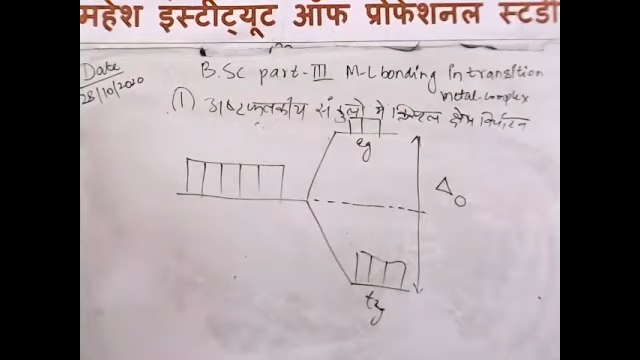 महेश इंस्टीट्यूट ऑफ प्रोफेशनल स्टडी
Date
28/10/2020
B.Sc part-III M-L bonding in transition
metal-complex
(1) अष्टफलकीय संकुलो मे क्रिस्टल क्षेत्र विपाटन
eg
Δo
t2g